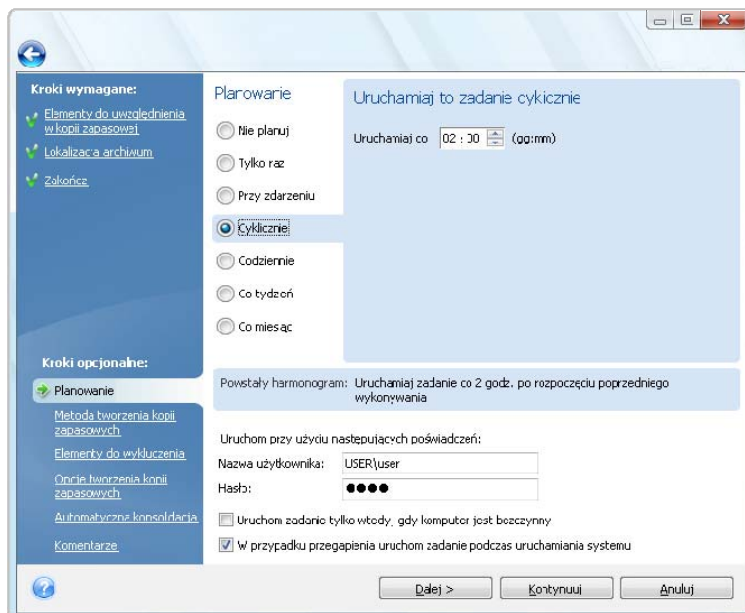 Kroki wymagane:
Elementy do uwzględnienia
w kopii zapasowej
Lokalizacja archiwum
Zakończ
Kroki opcjonalne:
Planowanie
Metoda tworzenia kopii
zapasowych
Elementy do wykluczenia
Opcje tworzenia kopii
zapasowych
Automatyczna konsolidacja
Komentarze
Planowanie
Nie planuj
Tylko raz
Przy zdarzeniu
Cyklicznie
Codziennie
Co tydzień
Co miesiąc
Uruchamiaj to zadanie cyklicznie
Uruchamiaj co 02 : 00 (gg:mm)
Powstały harmonogram: Uruchamiaj zadanie co 2 godz. po rozpoczęciu poprzedniego
wykonywania
Uruchom przy użyciu następujących poświadczeń:
Nazwa użytkownika: USER\user
Hasło: ●●●●
Uruchom zadanie tylko wtedy, gdy komputer jest bezczynny
W przypadku przegapienia uruchom zadanie podczas uruchamiania systemu
Dalej >
Kontynuuj
Anuluj